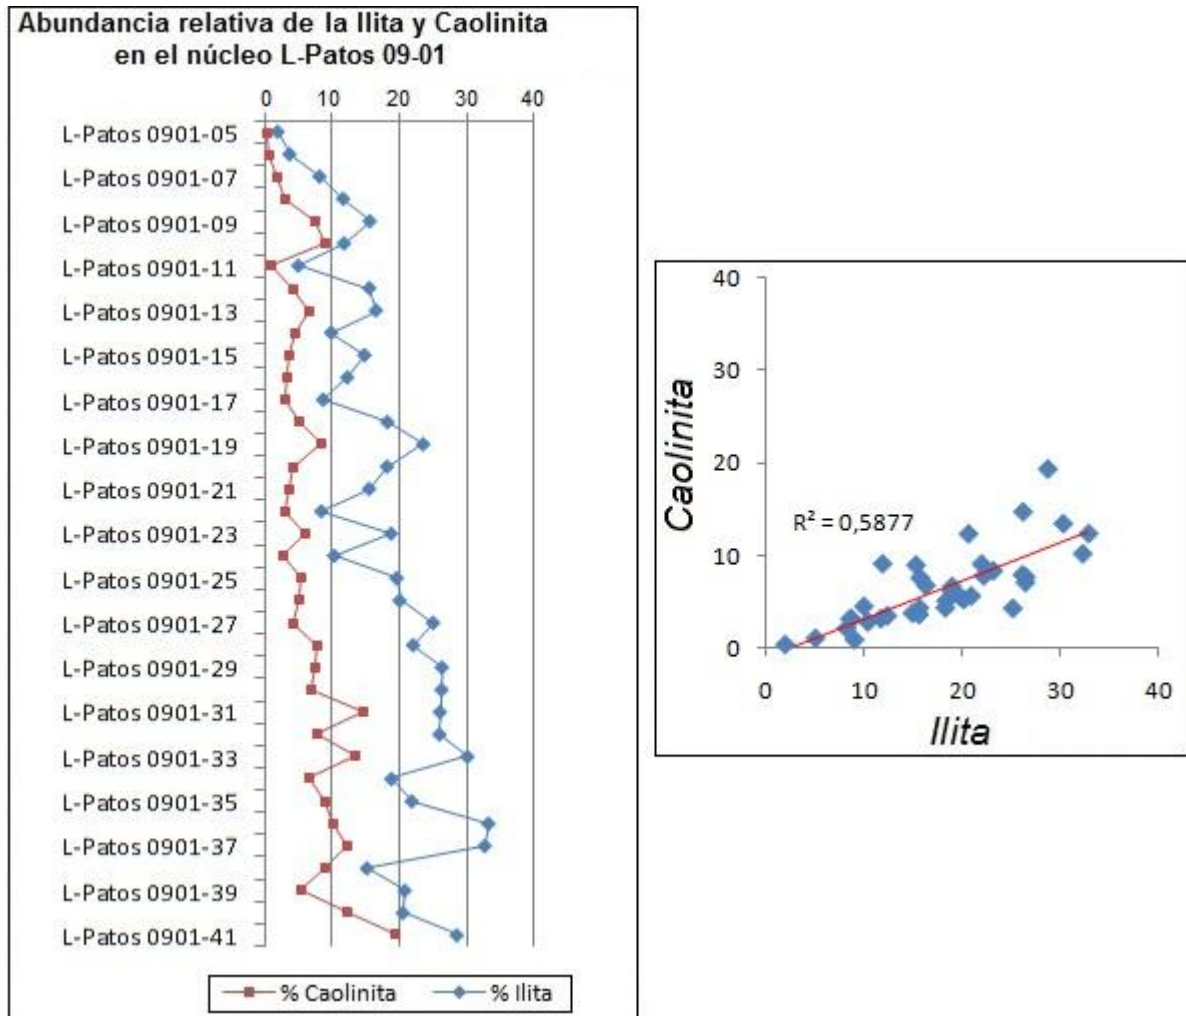 Abundancia relativa de la Ilita y Caolinita
en el núcleo L-Patos 09-01
0 10 20 30 40
L-Patos 0901-05
L-Patos 0901-07
L-Patos 0901-09
L-Patos 0901-11
L-Patos 0901-13
L-Patos 0901-15
L-Patos 0901-17
L-Patos 0901-19
L-Patos 0901-21
L-Patos 0901-23
L-Patos 0901-25
L-Patos 0901-27
L-Patos 0901-29
L-Patos 0901-31
L-Patos 0901-33
L-Patos 0901-35
L-Patos 0901-37
L-Patos 0901-39
L-Patos 0901-41
% Caolinita % Ilita
40
30
20
10
0
Caolinita
R² = 0,5877
0 10 20 30 40
Ilita